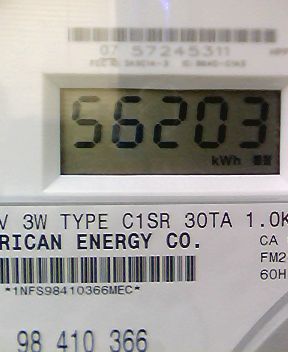 07 57245311
56203
kWh
V 3W TYPE C1SR 30TA 1.0K
RICAN ENERGY CO.
CA
FM2
60H
*1NFS98410366MEC*
98 410 366